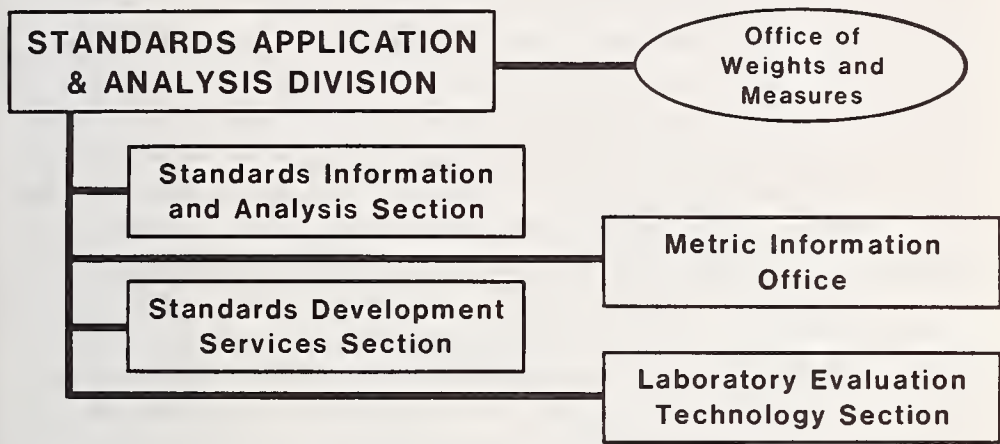 STANDARDS APPLICATION
& ANALYSIS DIVISION
Office of
Weights and
Measures
Standards Information
and Analysis Section
Metric Information
Office
Standards Development
Services Section
Laboratory Evaluation
Technology Section